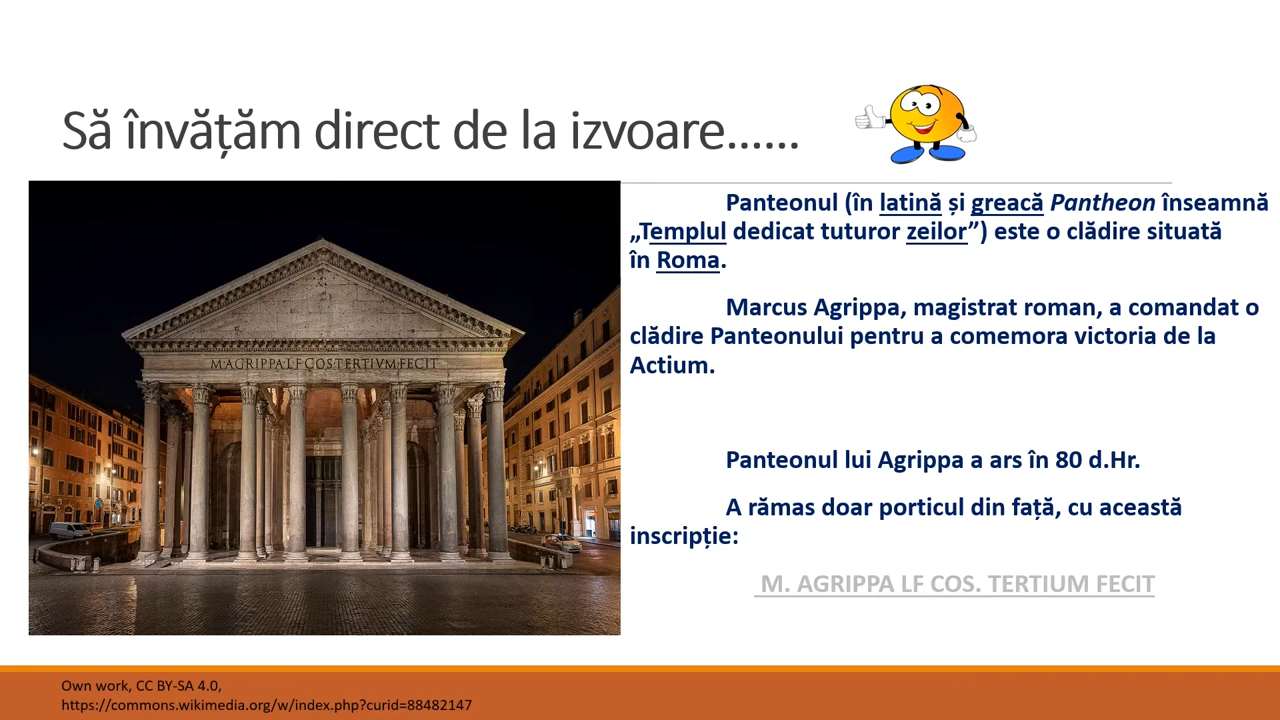 Să învățăm direct de la izvoare......
M·AGRIPPA·L·F·COS·TERTIVM·FECIT
Panteonul (în latină și greacă Pantheon înseamnă
„Templul dedicat tuturor zeilor”) este o clădire situată
în Roma.
Marcus Agrippa, magistrat roman, a comandat o
clădire Panteonului pentru a comemora victoria de la
Actium.
Panteonul lui Agrippa a ars în 80 d.Hr.
A rămas doar porticul din față, cu această
inscripție:
M. AGRIPPA LF COS. TERTIUM FECIT
Own work, CC BY-SA 4.0,
https://commons.wikimedia.org/w/index.php?curid=88482147